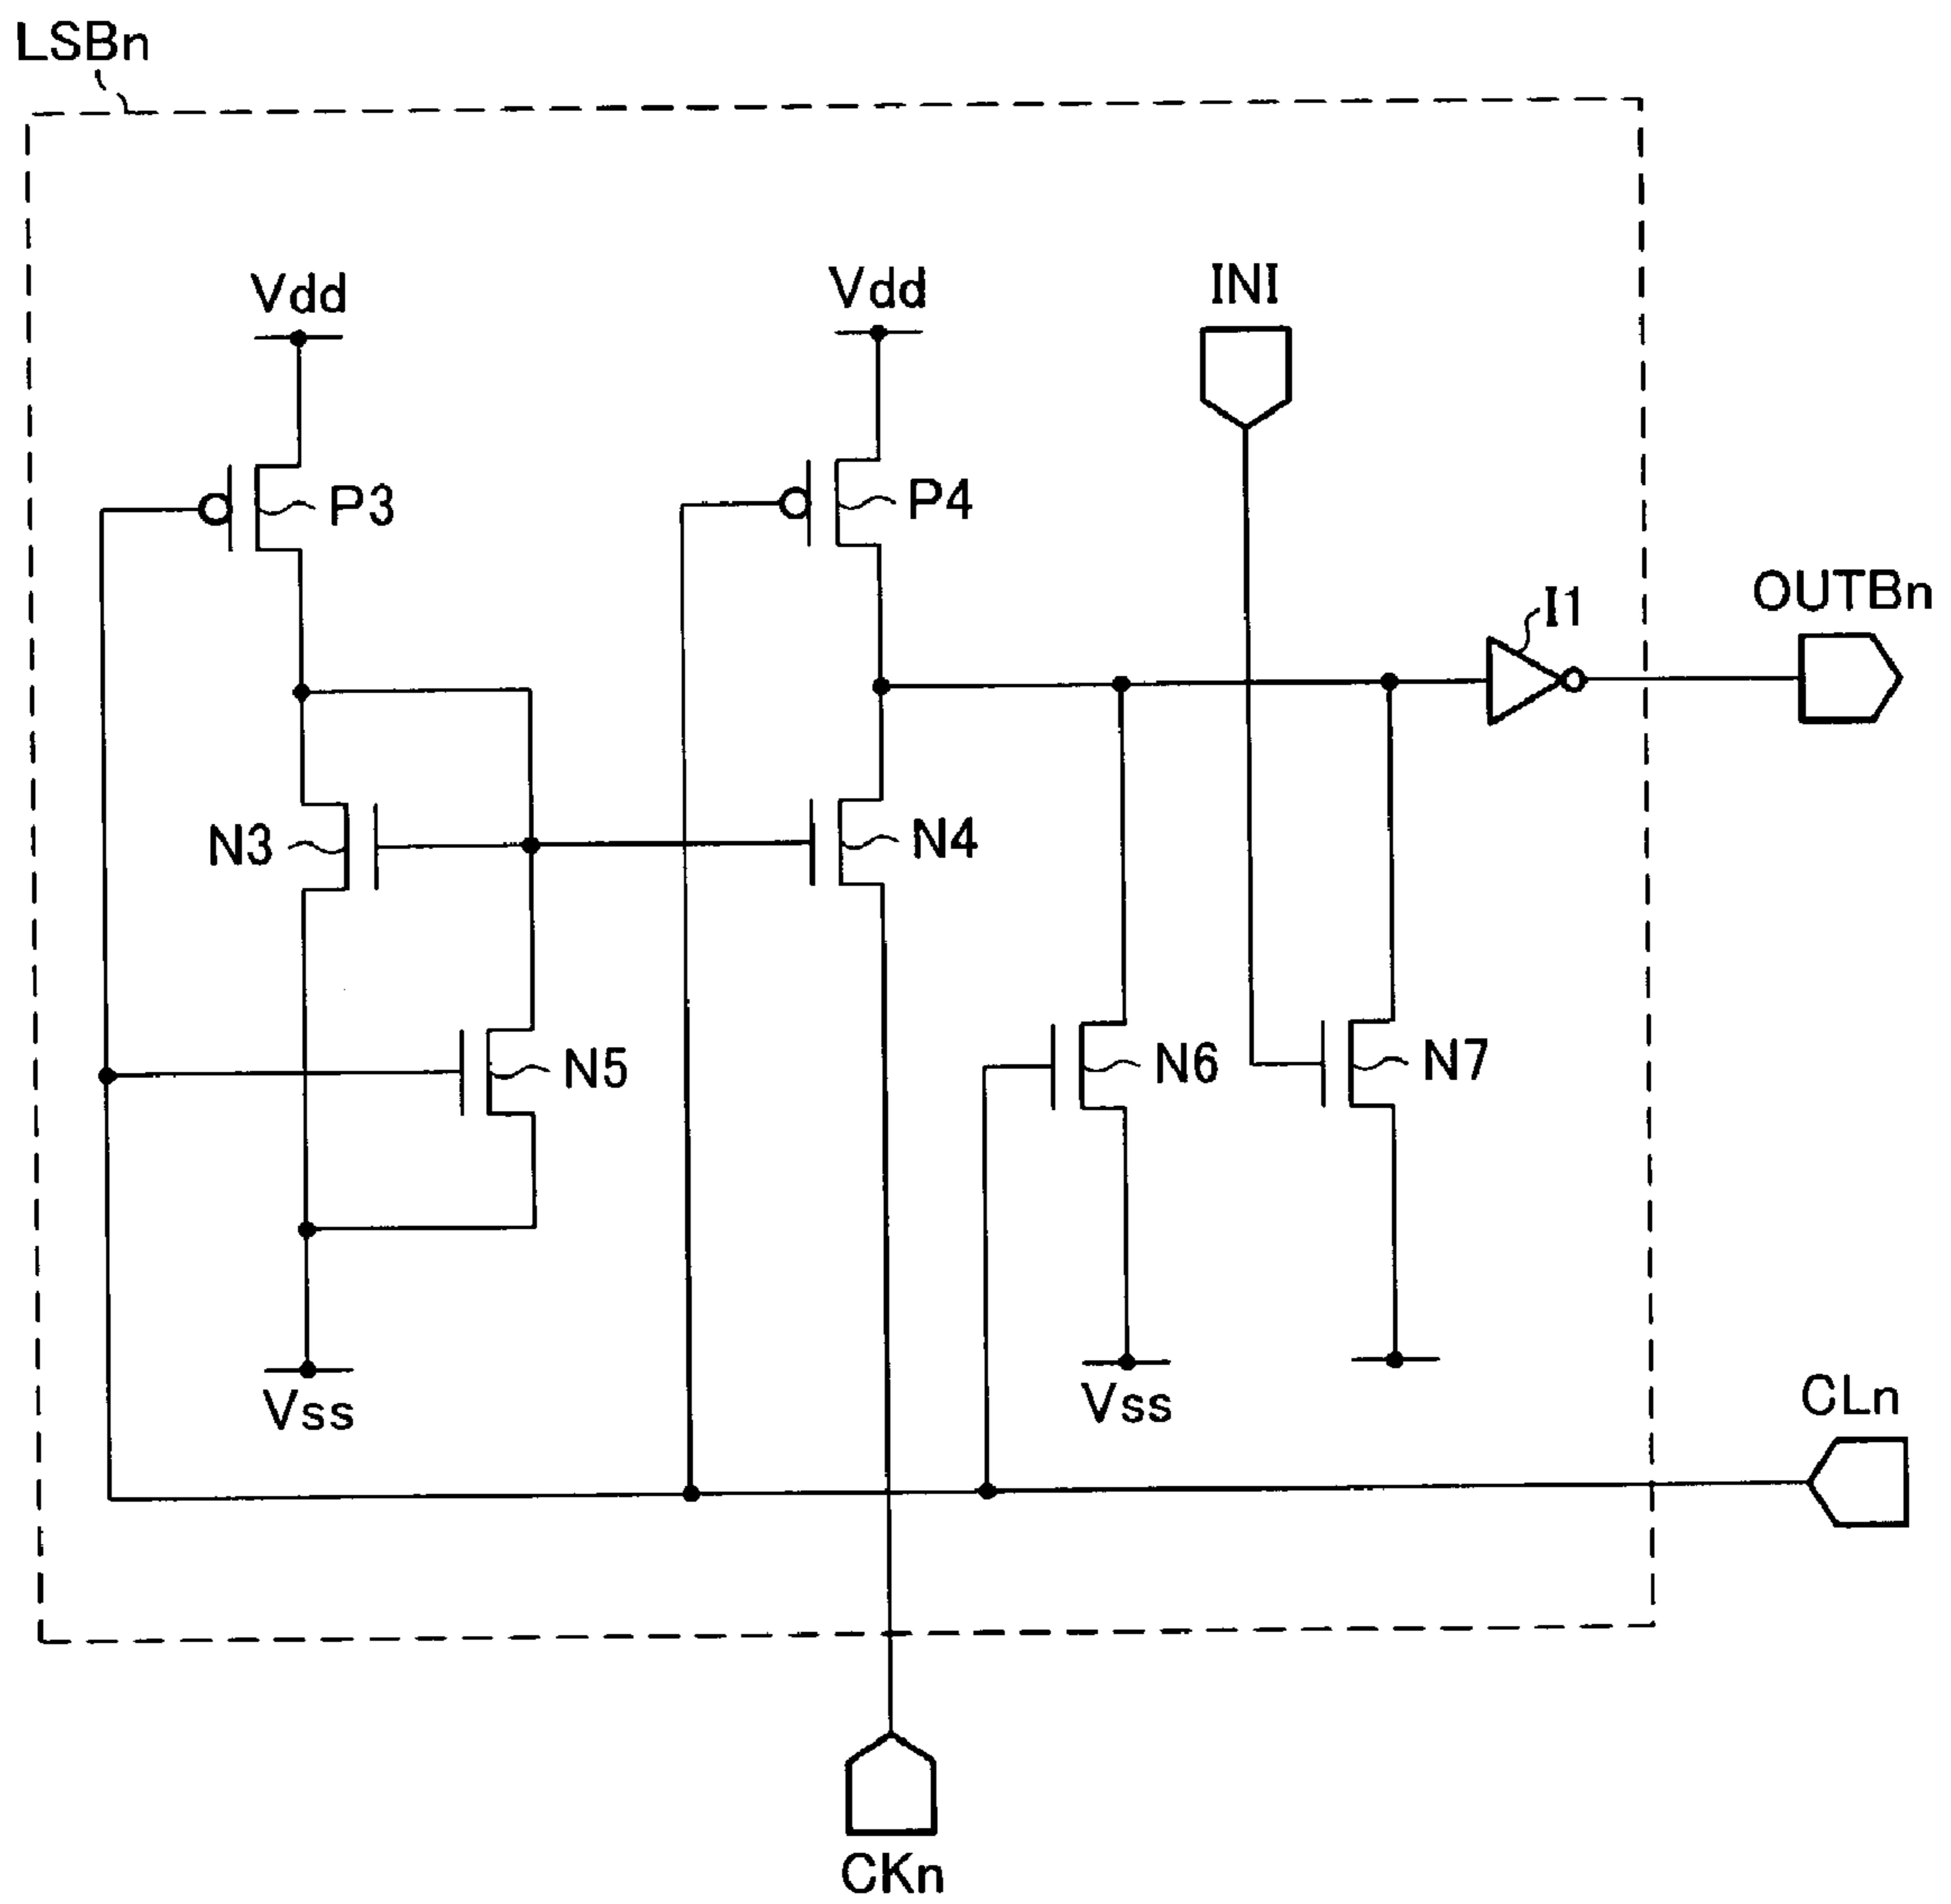 LSBn
Vdd
Vdd
INI
P3
P4
I1
OUTBn
N3
N4
N5
N6
N7
Vss
Vss
CLn
CKn